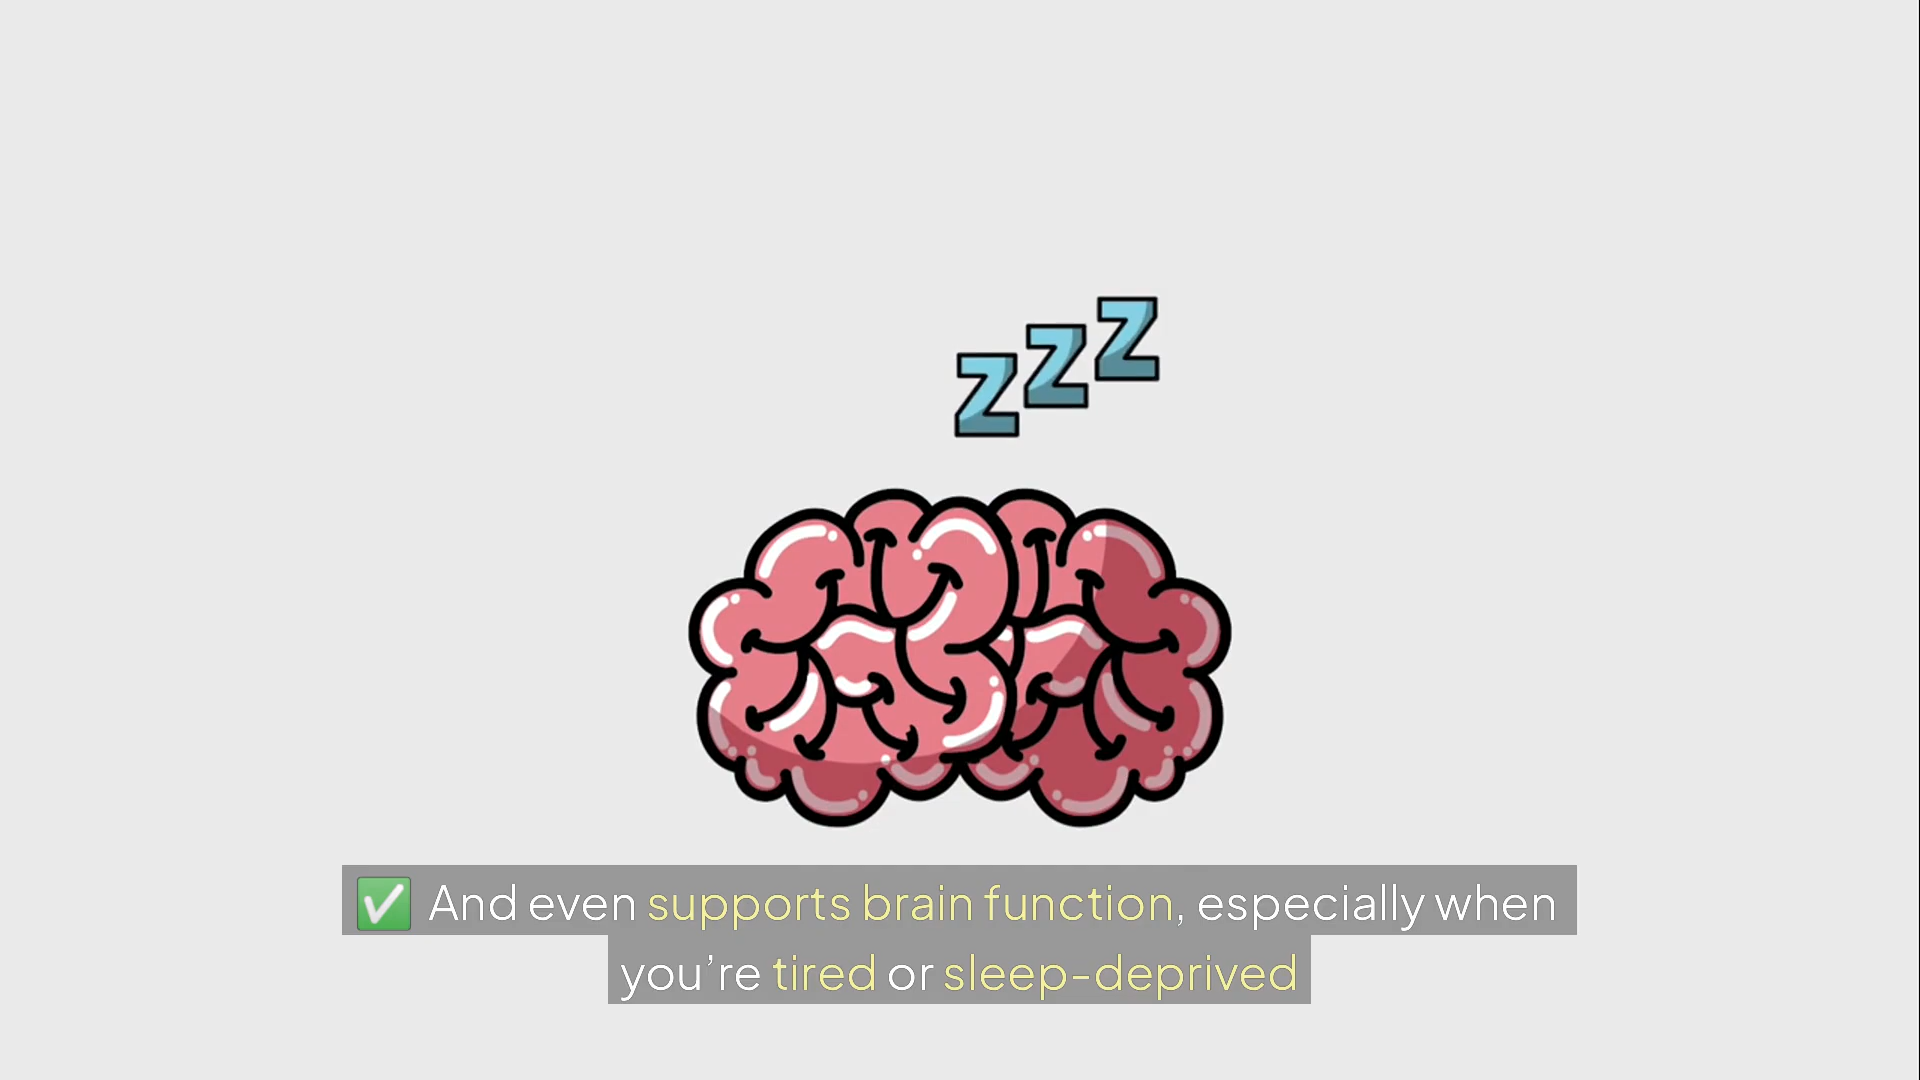 z z z
✅ And even supports brain function, especially when
you’re tired or sleep-deprived